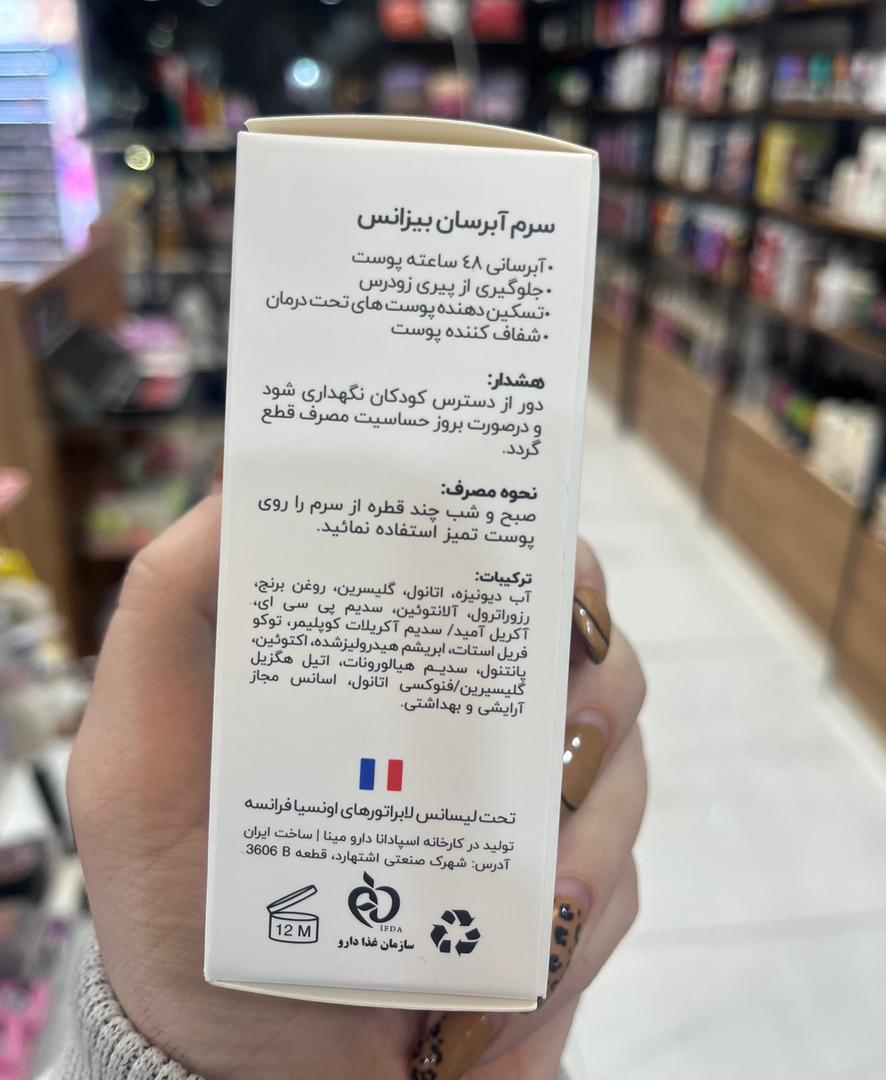 سرم آبرسان بیزانس
•آبرسانی ٤٨ ساعته پوست
•جلوگیری از پیری زودرس
•تسکین دهنده پوست های تحت درمان
•شفاف کننده پوست
هشدار:
دور از دسترس کودکان نگهداری شود
و درصورت بروز حساسیت مصرف قطع
گردد.
نحوه مصرف:
صبح و شب چند قطره از سرم را روی
پوست تمیز استفاده نمائید.
ترکیبات:
آب دیونیزه، اتانول، گلیسرین، روغن برنج،
رزوراترول، آلانتوئین، سدیم پی سی ای،
آکریل آمید/ سدیم آکریلات کوپلیمر، توکو
فریل استات، ابریشم هیدرولیزشده، اکتوئین،
پانتنول، سدیم هیالورونات، اتیل هگزیل
گلیسیرین/فنوکسی اتانول، اسانس مجاز
آرایشی و بهداشتی.
تحت لیسانس لابراتورهای اونسیا فرانسه
تولید در کارخانه اسپادانا دارو مینا | ساخت ایران
آدرس: شهرک صنعتی اشتهارد، قطعه 3606 B
12 M
IFDA
سازمان غذا دارو